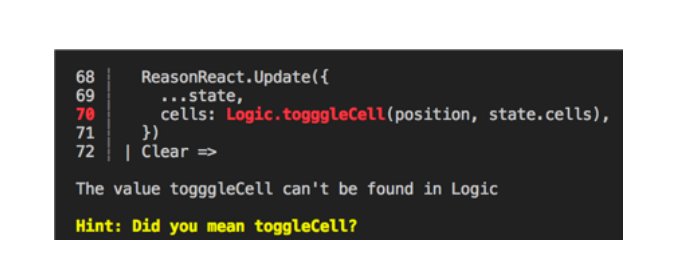 68 ReasonReact.Update({
69 ...state,
70 cells: Logic.togggleCell(position, state.cells),
71 })
72 | Clear =>
The value togggleCell can't be found in Logic
Hint: Did you mean toggleCell?